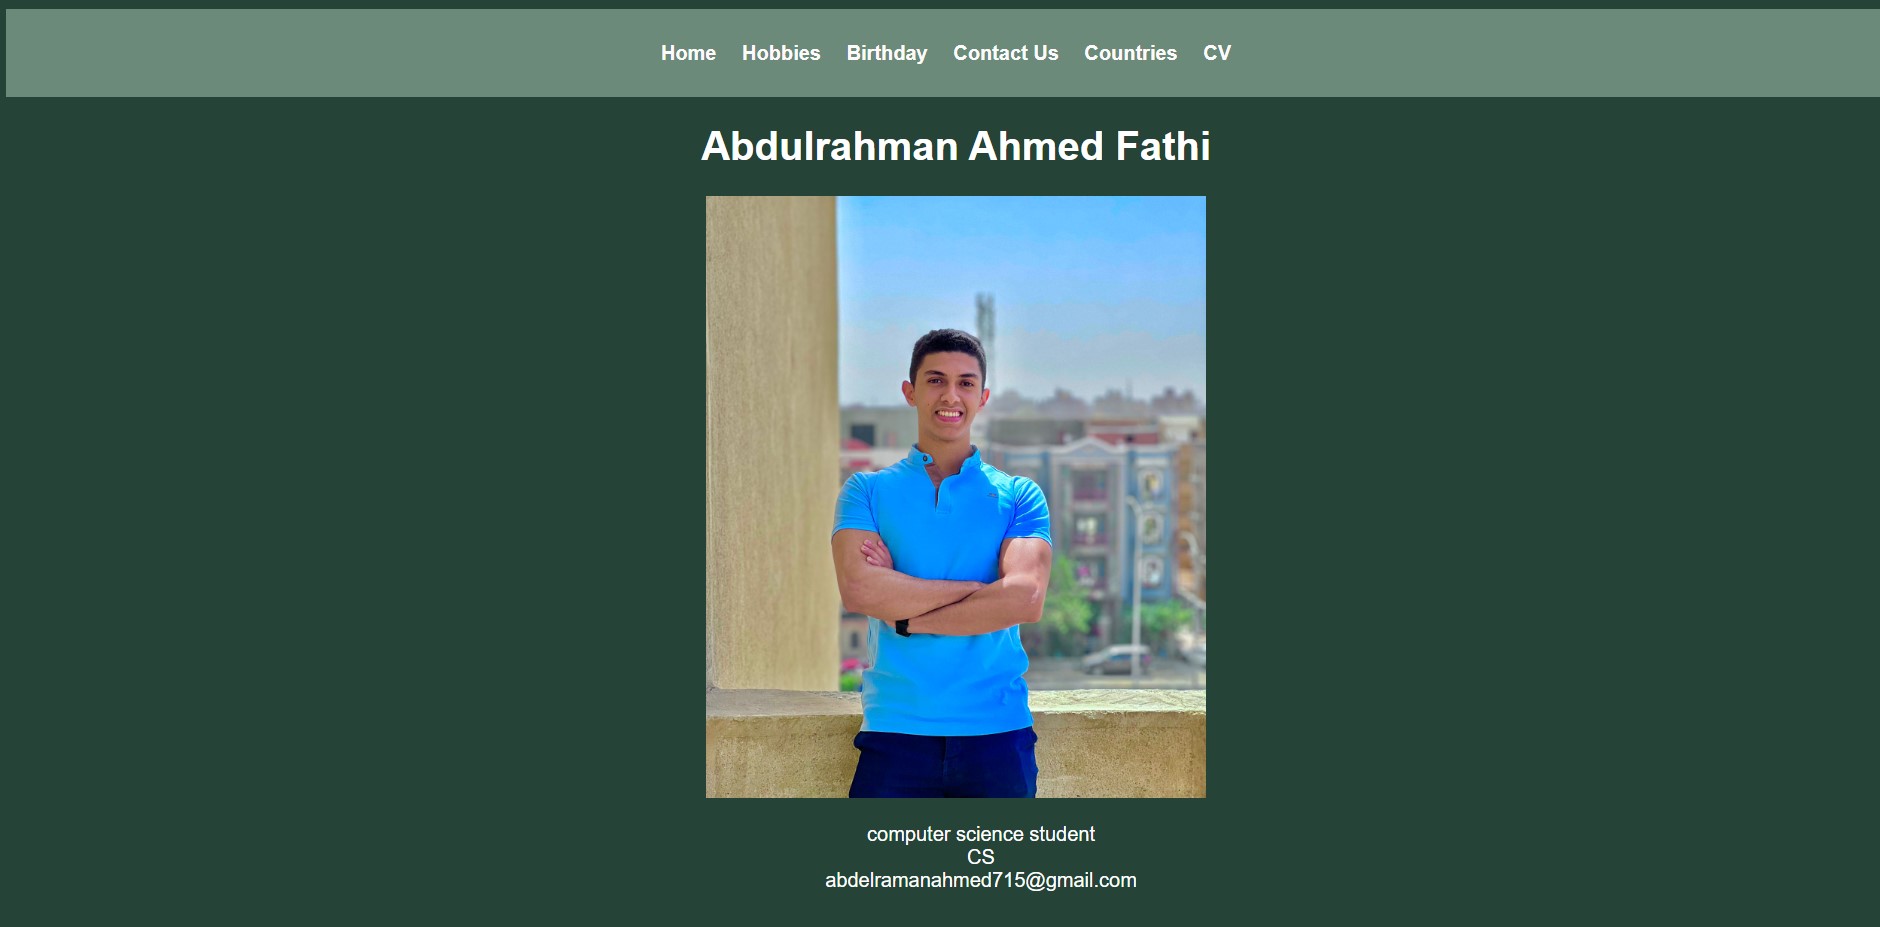 Home Hobbies Birthday Contact Us Countries CV
Abdulrahman Ahmed Fathi
computer science student
CS
abdelramanahmed715@gmail.com